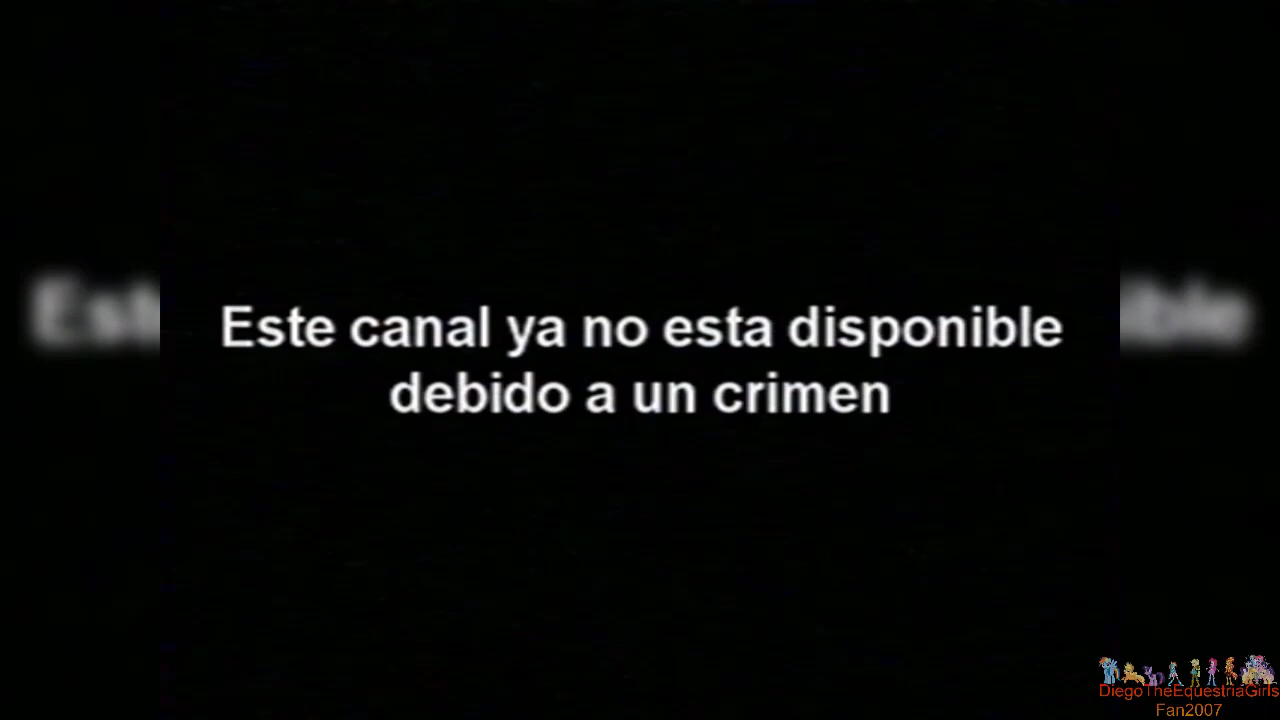 Este canal ya no esta disponible
debido a un crimen
DiegoTheEquestriaGirls
Fan2007